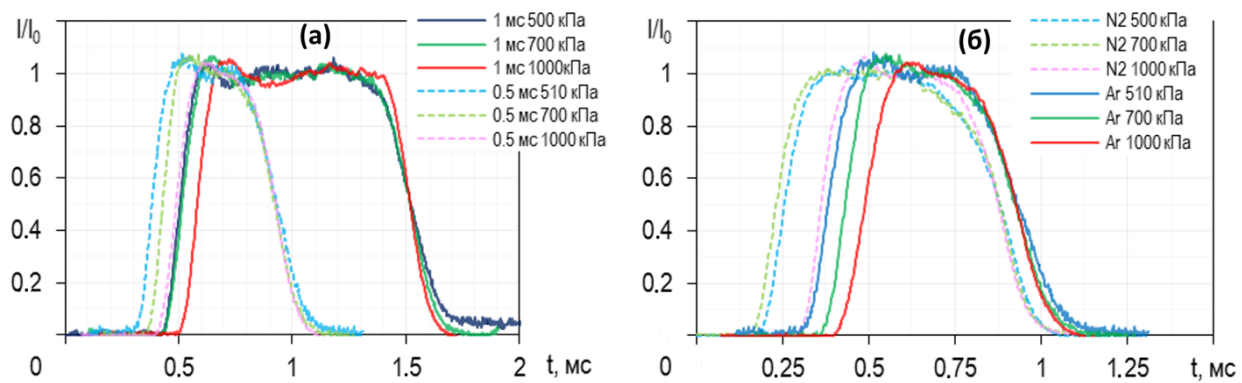 I/I0
(а)
1 мс 500 кПа
1 мс 700 кПа
1 мс 1000кПа
0.5 мс 510 кПа
0.5 мс 700 кПа
0.5 мс 1000 кПа
1
0.8
0.6
0.4
0.2
0
0.5
1
1.5
2
t, мс
I/I0
(б)
N2 500 кПа
N2 700 кПа
N2 1000 кПа
Ar 510 кПа
Ar 700 кПа
Ar 1000 кПа
1
0.8
0.6
0.4
0.2
0
0.25
0.5
0.75
1
1.25
t, мс